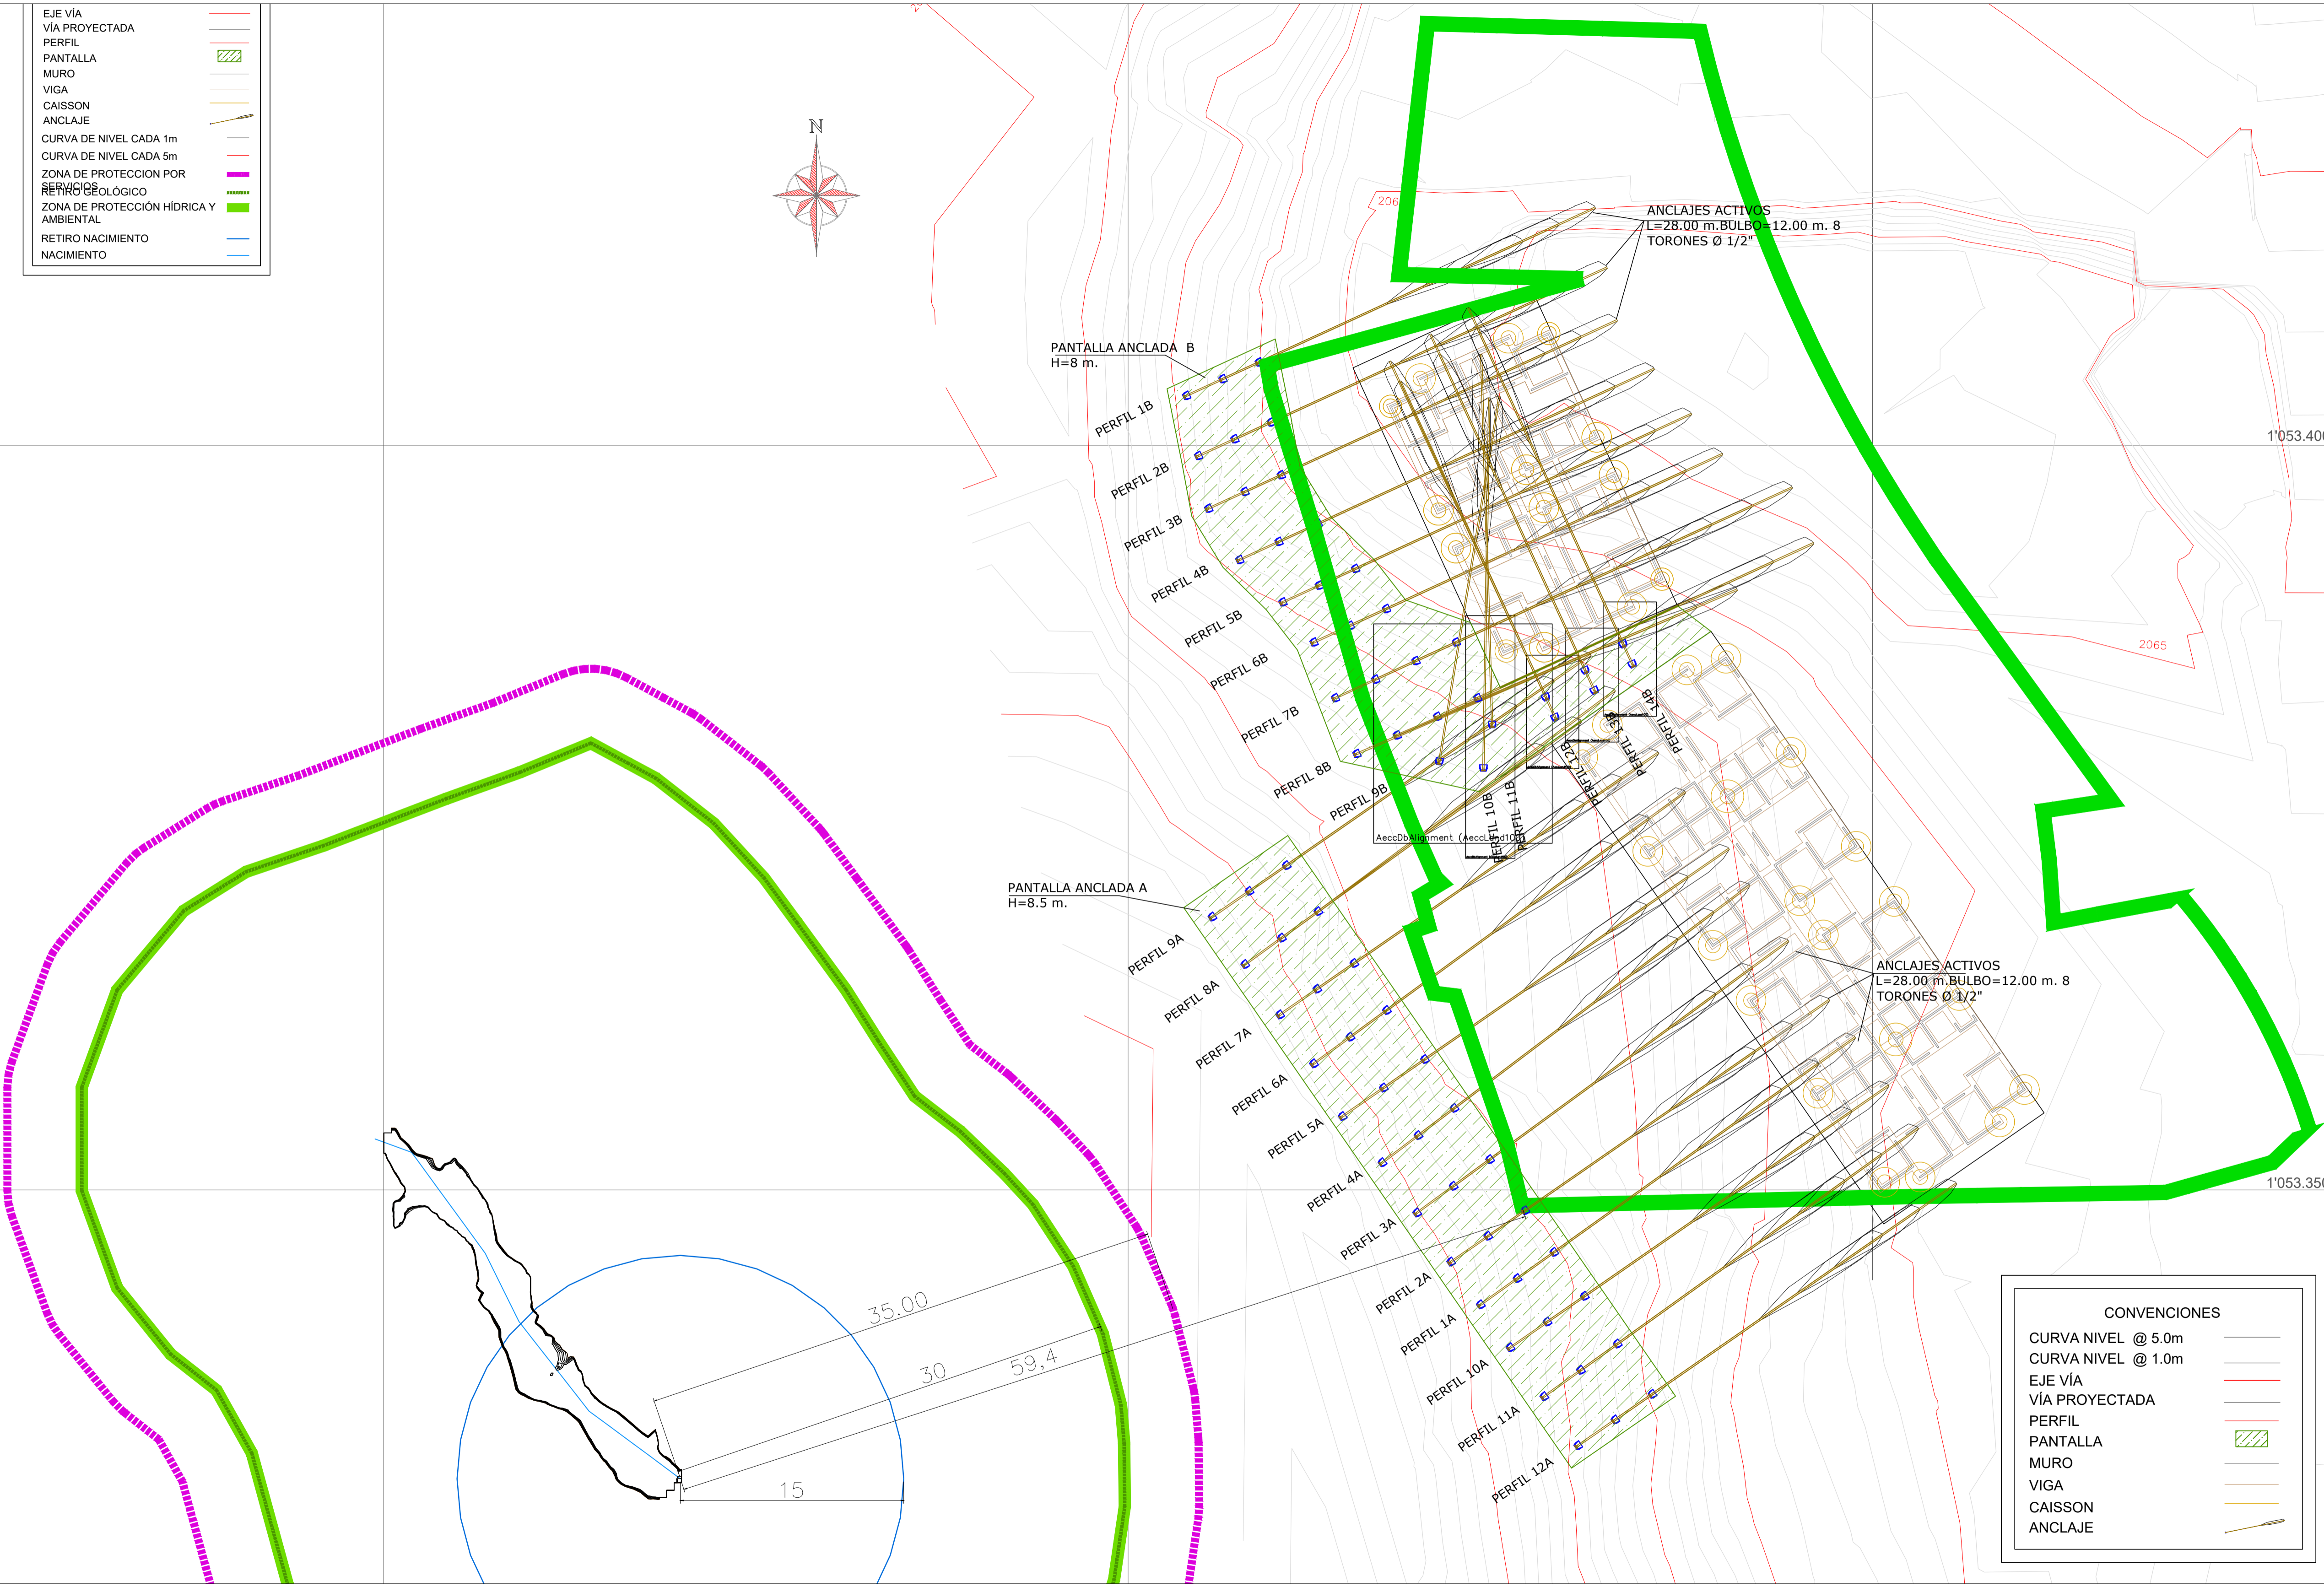 EJE VÍA
VÍA PROYECTADA
PERFIL
PANTALLA
MURO
VIGA
CAISSON
ANCLAJE
CURVA DE NIVEL CADA 1m
CURVA DE NIVEL CADA 5m
ZONA DE PROTECCION POR
SERVICIOS
RETIRO GEOLÓGICO
ZONA DE PROTECCIÓN HÍDRICA Y
AMBIENTAL
RETIRO NACIMIENTO
NACIMIENTO
N
206
ANCLAJES ACTIVOS
L=28.00 m.BULBO=12.00 m. 8
TORONES Ø 1/2"
PANTALLA ANCLADA  B
H=8 m.
1'053.400
PERFIL 1B
PERFIL 2B
PERFIL 3B
PERFIL 4B
PERFIL 5B
PERFIL 6B
PERFIL 7B
PERFIL 8B
PERFIL 9B
PERFIL 10B
PERFIL 11B
PERFIL 12B
PERFIL 13B
PERFIL 14B
2065
AeccDbAlignment
PANTALLA ANCLADA A
H=8.5 m.
PERFIL 9A
PERFIL 8A
PERFIL 7A
PERFIL 6A
PERFIL 5A
PERFIL 4A
PERFIL 3A
PERFIL 2A
PERFIL 1A
PERFIL 10A
PERFIL 11A
PERFIL 12A
ANCLAJES ACTIVOS
L=28.00 m.BULBO=12.00 m. 8
TORONES Ø 1/2"
1'053.350
35.00
30
59,4
15
CONVENCIONES
CURVA NIVEL  @ 5.0m
CURVA NIVEL  @ 1.0m
EJE VÍA
VÍA PROYECTADA
PERFIL
PANTALLA
MURO
VIGA
CAISSON
ANCLAJE